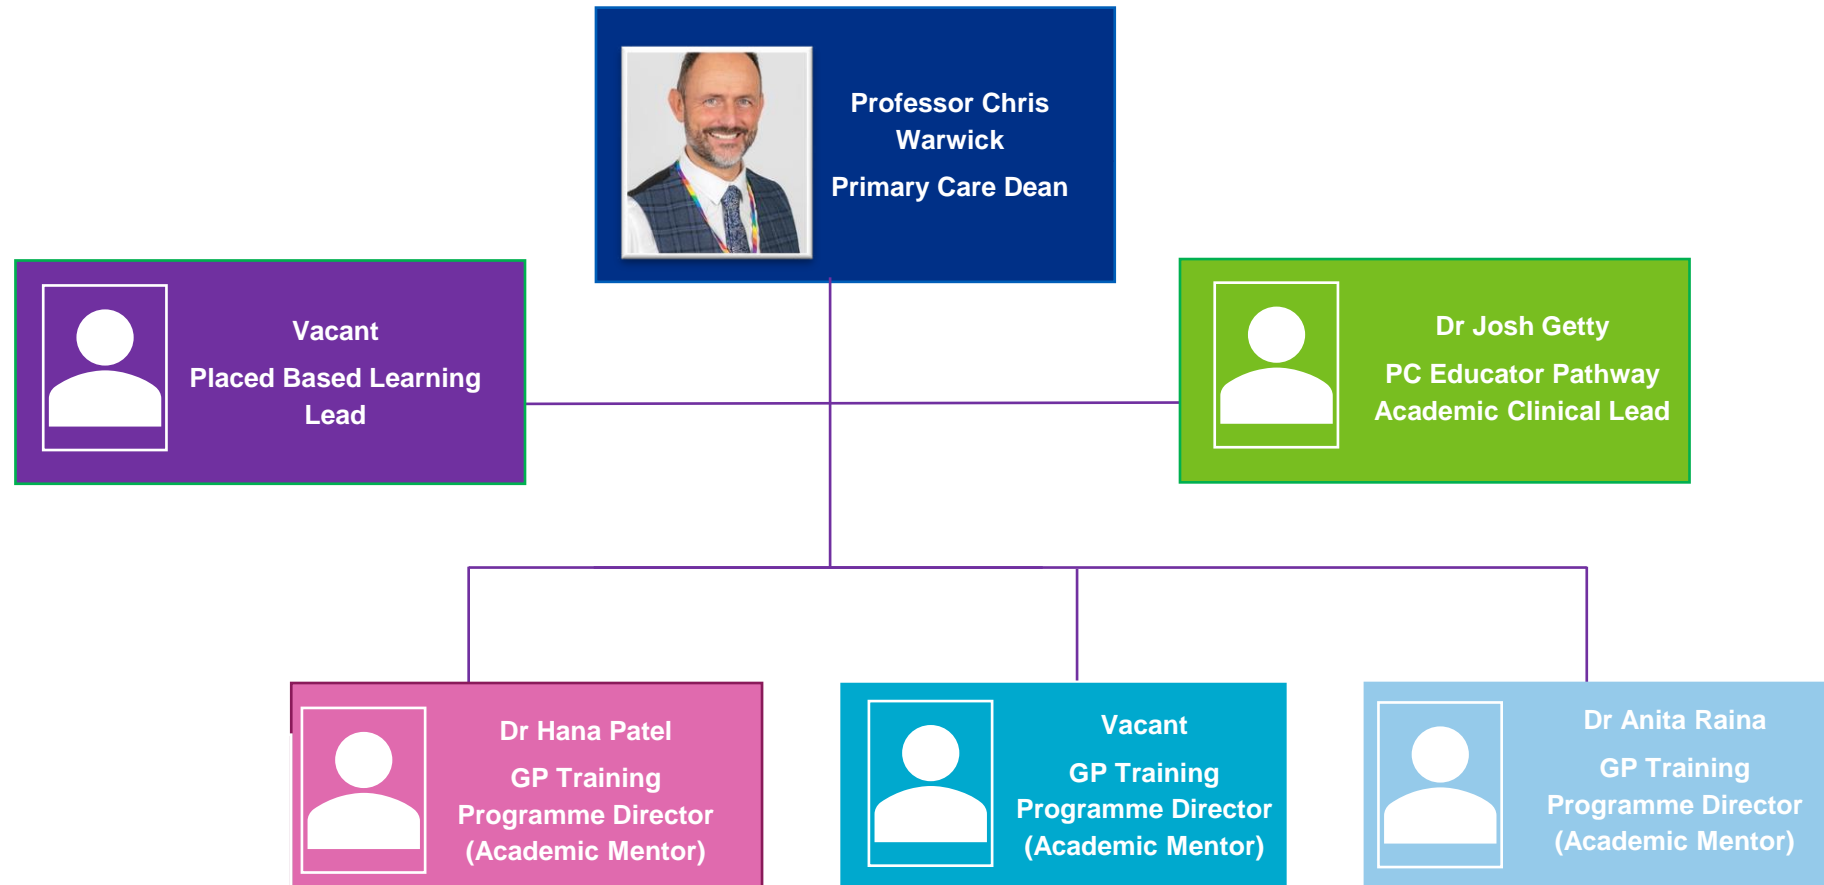 Professor Chris
Warwick
Primary Care Dean
Vacant
Placed Based Learning
Lead
Dr Josh Getty
PC Educator Pathway
Academic Clinical Lead
Dr Hana Patel
GP Training
Programme Director
(Academic Mentor)
Vacant
GP Training
Programme Director
(Academic Mentor)
Dr Anita Raina
GP Training
Programme Director
(Academic Mentor)